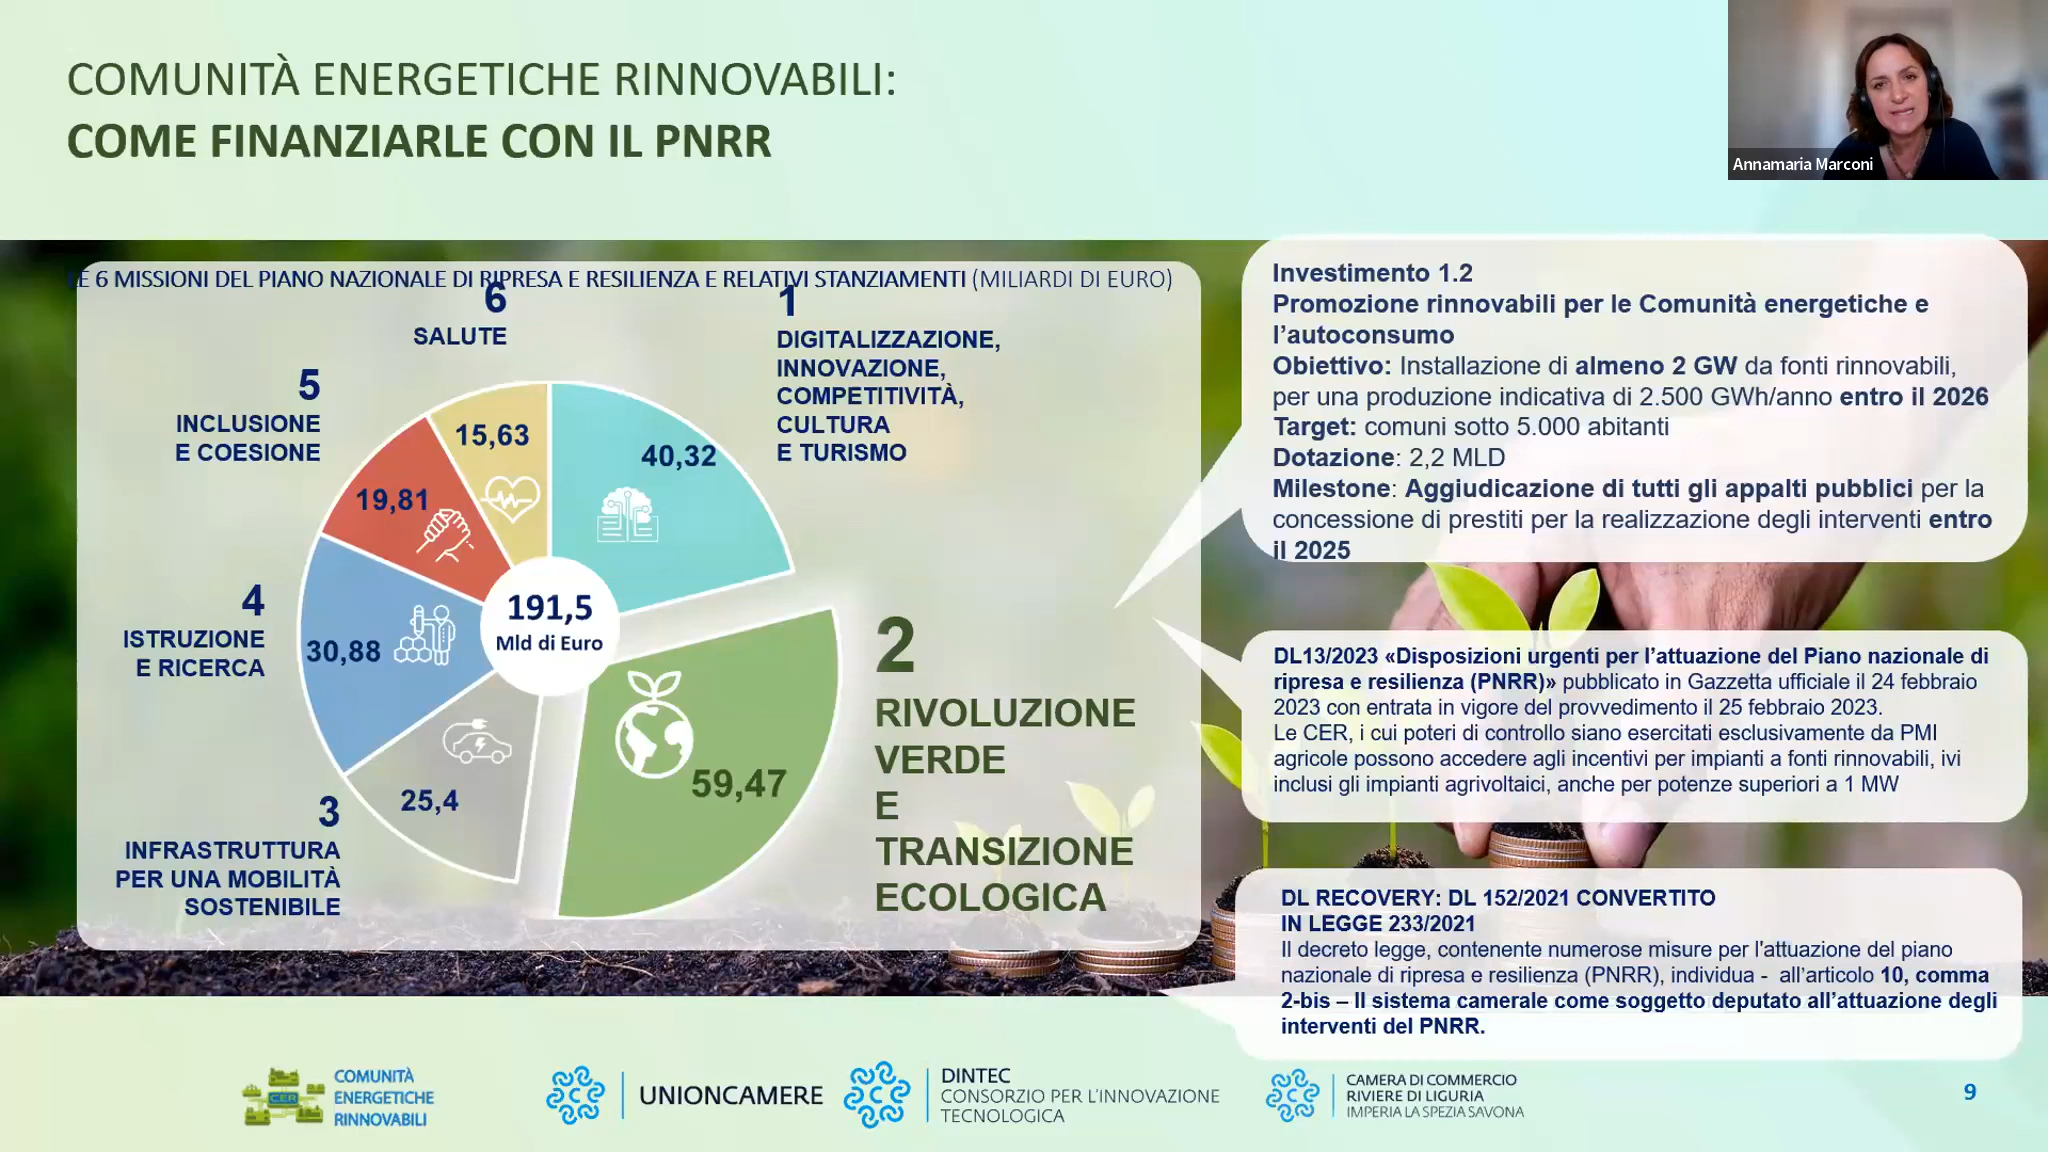 COMUNITÀ ENERGETICHE RINNOVABILI:
COME FINANZIARLE CON IL PNRR
Annamaria Marconi
LE 6 MISSIONI DEL PIANO NAZIONALE DI RIPRESA E RESILIENZA E RELATIVI STANZIAMENTI (MILIARDI DI EURO)
6
SALUTE
1
DIGITALIZZAZIONE,
INNOVAZIONE,
COMPETITIVITÀ,
CULTURA
E TURISMO
5
INCLUSIONE
E COESIONE
15,63
40,32
19,81
4
ISTRUZIONE
E RICERCA
30,88
191,5
Mld di Euro
2
RIVOLUZIONE
VERDE
E
TRANSIZIONE
ECOLOGICA
59,47
25,4
3
INFRASTRUTTURA
PER UNA MOBILITÀ
SOSTENIBILE
Investimento 1.2
Promozione rinnovabili per le Comunità energetiche e
l’autoconsumo
Obiettivo: Installazione di almeno 2 GW da fonti rinnovabili,
per una produzione indicativa di 2.500 GWh/anno entro il 2026
Target: comuni sotto 5.000 abitanti
Dotazione: 2,2 MLD
Milestone: Aggiudicazione di tutti gli appalti pubblici per la
concessione di prestiti per la realizzazione degli interventi entro
il 2025
DL13/2023 «Disposizioni urgenti per l’attuazione del Piano nazionale di
ripresa e resilienza (PNRR)» pubblicato in Gazzetta ufficiale il 24 febbraio
2023 con entrata in vigore del provvedimento il 25 febbraio 2023.
Le CER, i cui poteri di controllo siano esercitati esclusivamente da PMI
agricole possono accedere agli incentivi per impianti a fonti rinnovabili, ivi
inclusi gli impianti agrivoltaici, anche per potenze superiori a 1 MW
DL RECOVERY: DL 152/2021 CONVERTITO
IN LEGGE 233/2021
Il decreto legge, contenente numerose misure per l'attuazione del piano
nazionale di ripresa e resilienza (PNRR), individua - all’articolo 10, comma
2-bis – Il sistema camerale come soggetto deputato all’attuazione degli
interventi del PNRR.
CER
COMUNITÀ
ENERGETICHE
RINNOVABILI
UNIONCAMERE
DINTEC
CONSORZIO PER L'INNOVAZIONE
TECNOLOGICA
CAMERA DI COMMERCIO
RIVIERE DI LIGURIA
IMPERIA LA SPEZIA SAVONA
9